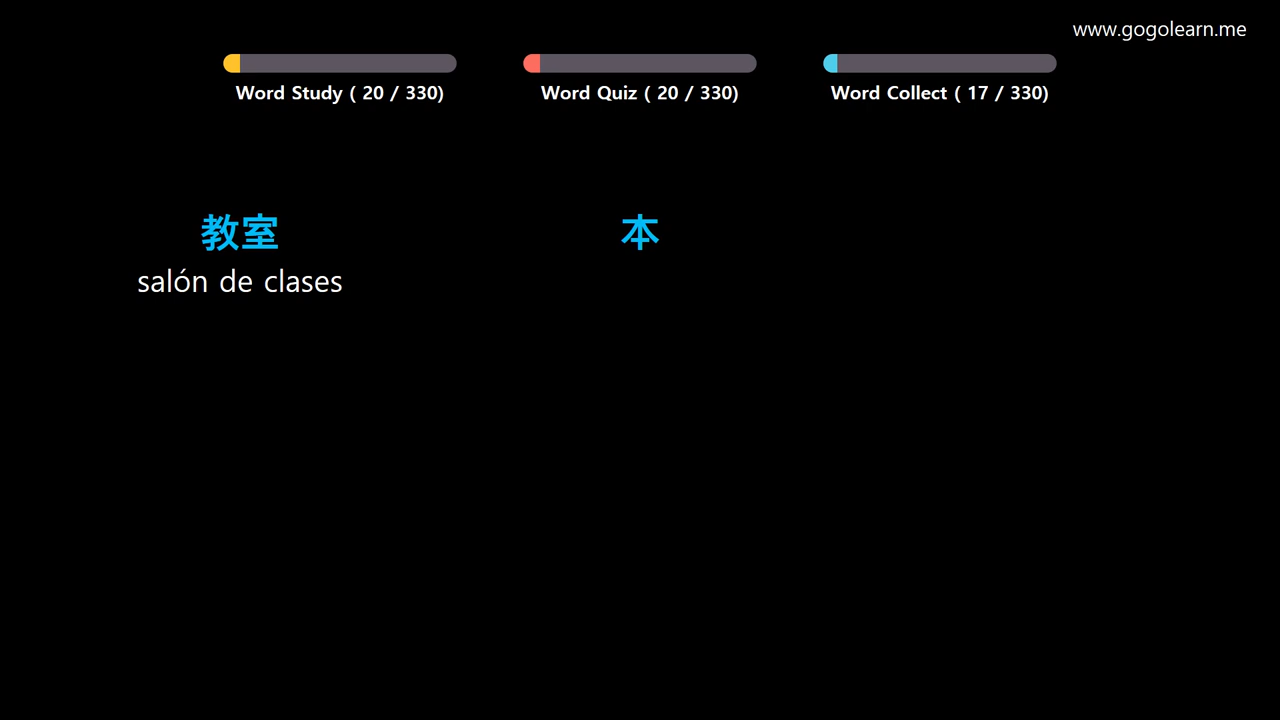 www.gogolearn.me
Word Study ( 20 / 330)
Word Quiz ( 20 / 330)
Word Collect ( 17 / 330)
教室
salón de clases
本